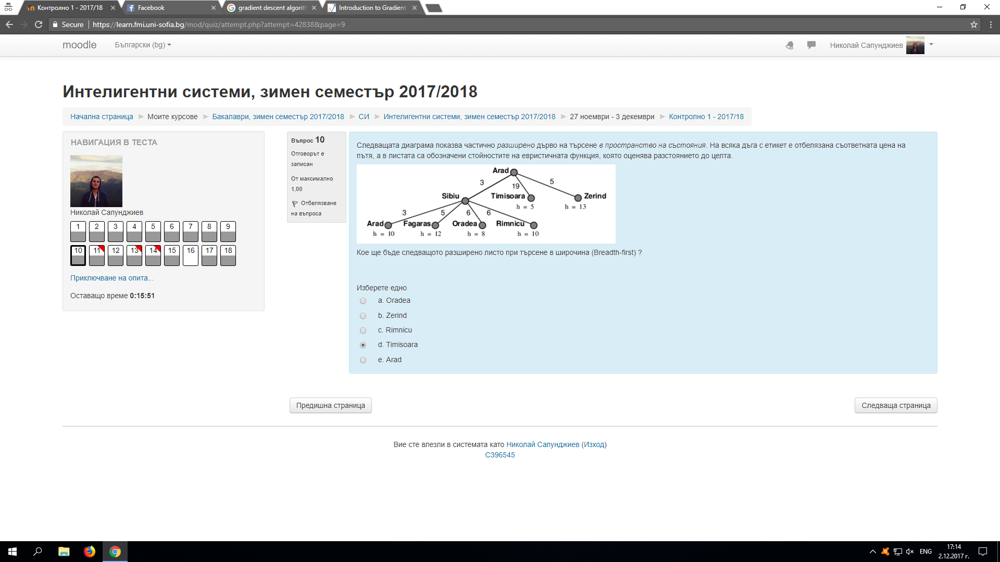 Контролно 1 - 2017/18
Facebook
gradient descent algorith
Introduction to Gradient
Secure
https://learn.fmi.uni-sofia.bg/mod/quiz/attempt.php?attempt=42838&page=9
moodle
Български (bg)
Николай Сапунджиев
Интелигентни системи, зимен семестър 2017/2018
Начална страница ► Моите курсове ► Бакалаври, зимен семестър 2017/2018 ► СИ ► Интелигентни системи, зимен семестър 2017/2018 ► 27 ноември - 3 декември ► Контролно 1 - 2017/18
НАВИГАЦИЯ В ТЕСТА
Николай Сапунджиев
1 2 3 4 5 6 7 8 9
10 11 12 13 14 15 16 17 18
Приключване на опита...
Оставащо време 0:15:51
Въпрос 10
Отговорът е
записан
От максимално
1,00
Отбелязване
на въпроса
Следващата диаграма показва частично разширено дърво на търсене в пространство на състояния. На всяка дъга с етикет е отбелязана съответната цена на
пътя, а в листата са обозначени стойностите на евристичната функция, която оценява разстоянието до целта.
Arad
3 19 5
Sibiu Timisoara Zerind
h = 5 h = 13
3 5 6 6
Arad Fagaras Oradea Rimnicu
h = 10 h = 12 h = 8 h = 10
Кое ще бъде следващото разширено листо при търсене в широчина (Breadth-first) ?
Изберете едно
a. Oradea
b. Zerind
c. Rimnicu
d. Timisoara
e. Arad
Предишна страница
Следваща страница
Вие сте влезли в системата като Николай Сапунджиев (Изход)
C396545
ENG
17:14
2.12.2017 г.